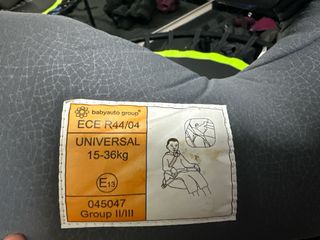 babyauto group
ECE R44/04
UNIVERSAL
15-36kg
E13
045047
Group II/III